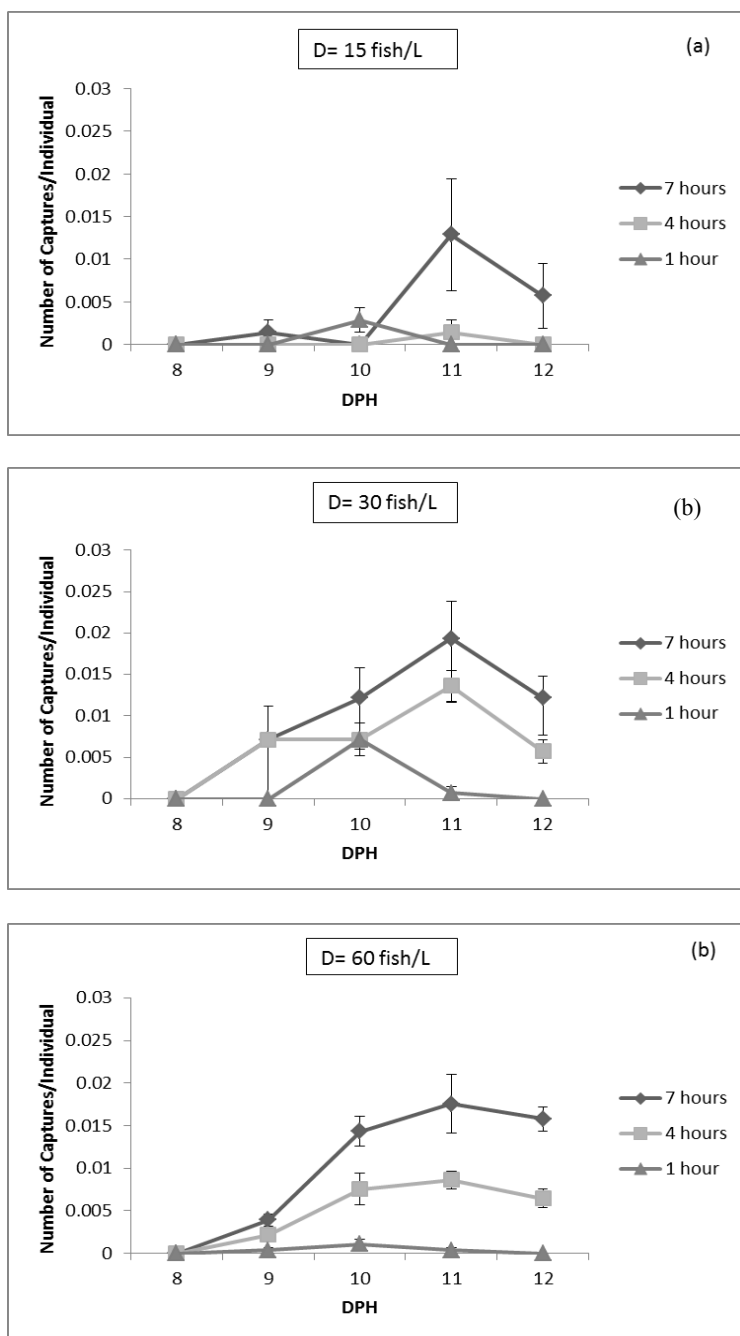 D= 15 fish/L
(a)
Number of Captures/Individual
0.03
0.025
0.02
0.015
0.01
0.005
0
8 9 10 11 12
DPH
7 hours
4 hours
1 hour
D= 30 fish/L
(b)
Number of Captures/Individual
0.03
0.025
0.02
0.015
0.01
0.005
0
8 9 10 11 12
DPH
7 hours
4 hours
1 hour
D= 60 fish/L
(b)
Number of Captures/Individual
0.03
0.025
0.02
0.015
0.01
0.005
0
8 9 10 11 12
DPH
7 hours
4 hours
1 hour